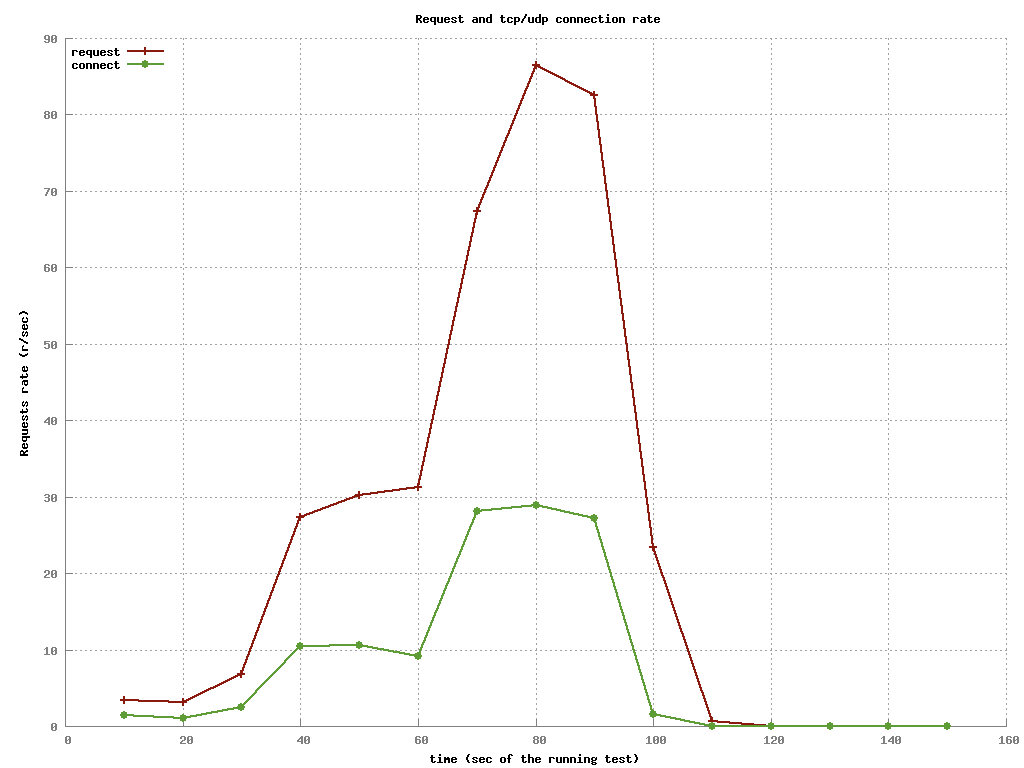 Request and tcp/udp connection rate
request
connect
90
80
70
60
50
40
30
20
10
0
Requests rate (r/sec)
0 20 40 60 80 100 120 140 160
time (sec of the running test)